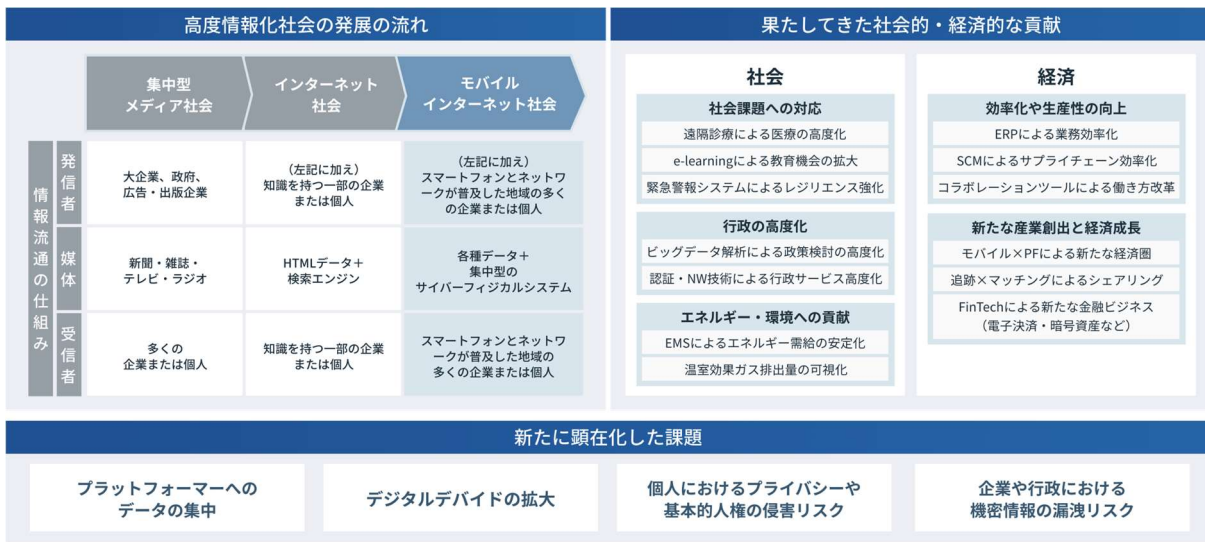 高度情報化社会の発展の流れ
集中型
メディア社会
インターネット
社会
モバイル
インターネット社会
情報流通の仕組み
発信者
大企業、政府、
広告・出版企業
（左記に加え）
知識を持つ一部の企業
または個人
（左記に加え）
スマートフォンとネットワ
ークが普及した地域の多く
の企業または個人
媒体
新聞・雑誌・
テレビ・ラジオ
HTMLデータ＋
検索エンジン
各種データ＋
集中型の
サイバーフィジカルシステム
受信者
多くの
企業または個人
知識を持つ一部の企業
または個人
スマートフォンとネットワ
ークが普及した地域の
多くの企業または個人
果たしてきた社会的・経済的な貢献
社会
社会課題への対応
遠隔診療による医療の高度化
e-learningによる教育機会の拡大
緊急警報システムによるレジリエンス強化
行政の高度化
ビッグデータ解析による政策検討の高度化
認証・NW技術による行政サービス高度化
エネルギー・環境への貢献
EMSによるエネルギー需給の安定化
温室効果ガス排出量の可視化
経済
効率化や生産性の向上
ERPによる業務効率化
SCMによるサプライチェーン効率化
コラボレーションツールによる働き方改革
新たな産業創出と経済成長
モバイル×PFによる新たな経済圏
追跡×マッチングによるシェアリング
FinTechによる新たな金融ビジネス
（電子決済・暗号資産など）
新たに顕在化した課題
プラットフォーマーへの
データの集中
デジタルデバイドの拡大
個人におけるプライバシーや
基本的人権の侵害リスク
企業や行政における
機密情報の漏洩リスク